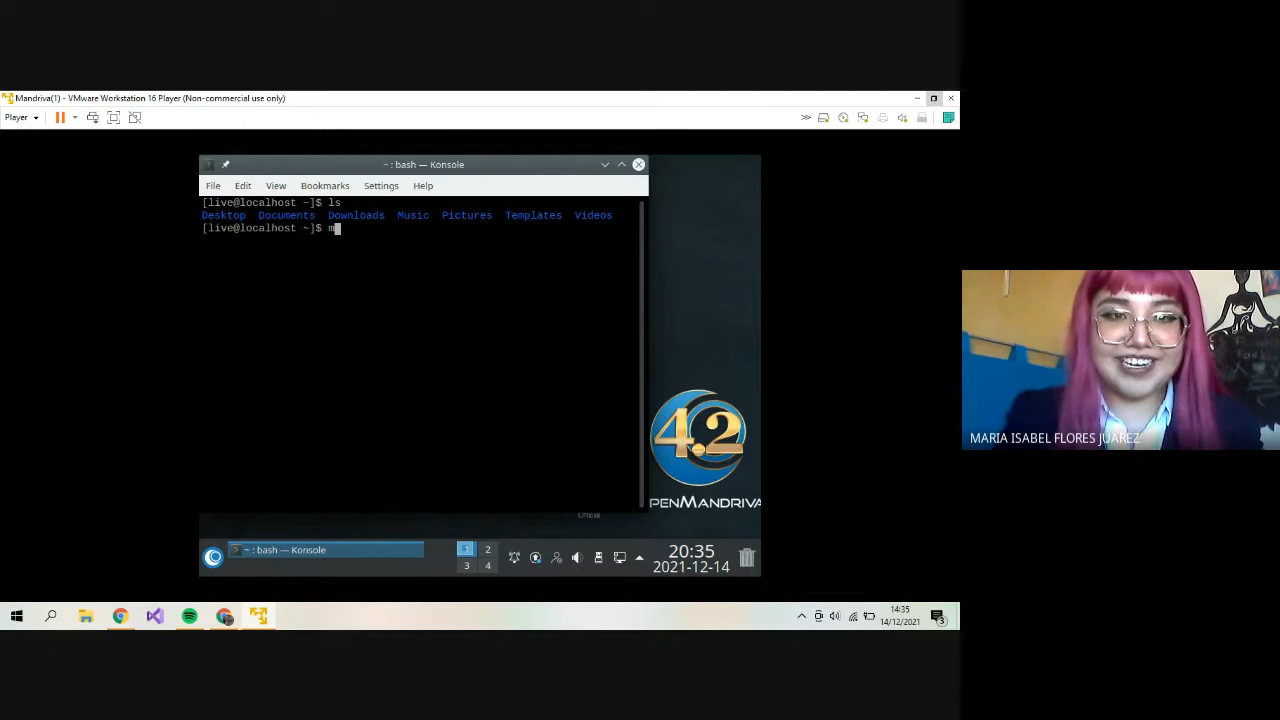 Mandriva(1) - VMware Workstation 16 Player (Non-commercial use only)
Player
~ : bash — Konsole
File Edit View Bookmarks Settings Help
[live@localhost ~]$ ls
Desktop Documents Downloads Music Pictures Templates Videos
[live@localhost ~]$ m
4.2
PENMANDRIVA
Official
MARIA ISABEL FLORES JUAREZ
~ : bash — Konsole
2
3 4
20:35
2021-12-14
14:35
14/12/2021
3